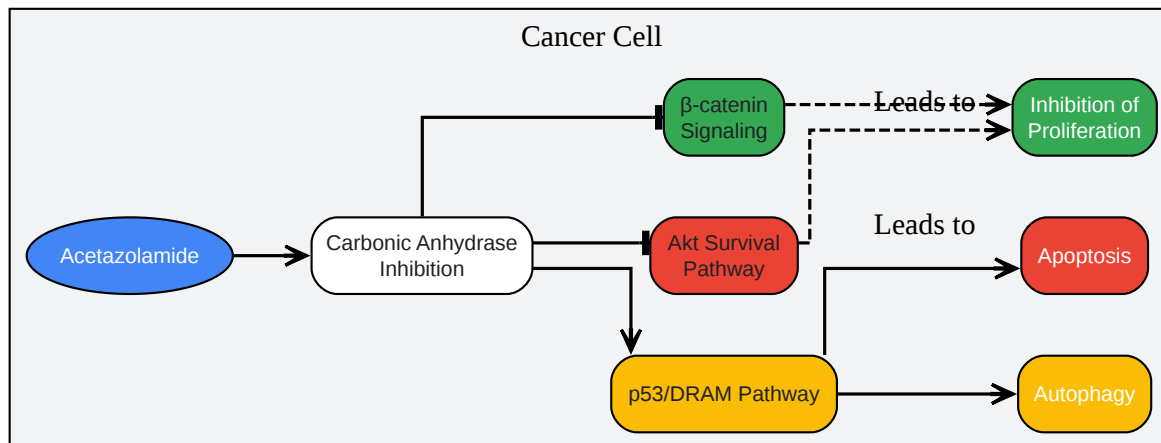 Cancer Cell
β-catenin
Signaling
Leads to
Inhibition of
Proliferation
Acetazolamide
Carbonic Anhydrase
Inhibition
Akt Survival
Pathway
Leads to
Apoptosis
p53/DRAM Pathway
Autophagy